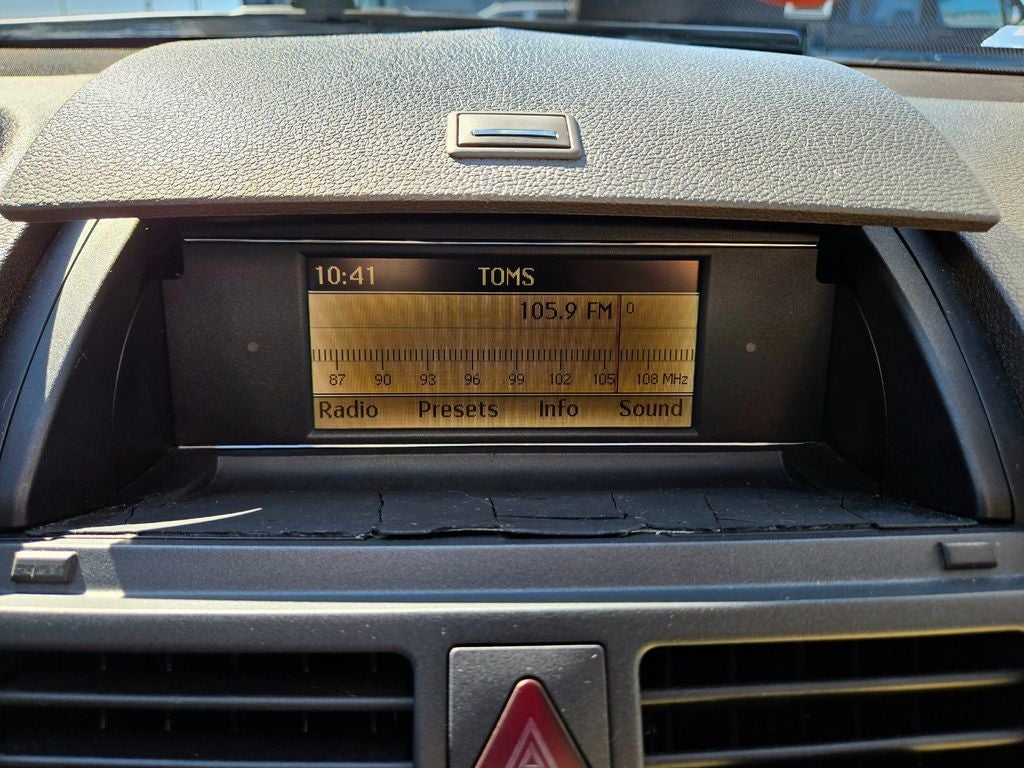 10:41 TOMS
105.9 FM 0
87 90 93 96 99 102 105 108 MHz
Radio Presets Info Sound